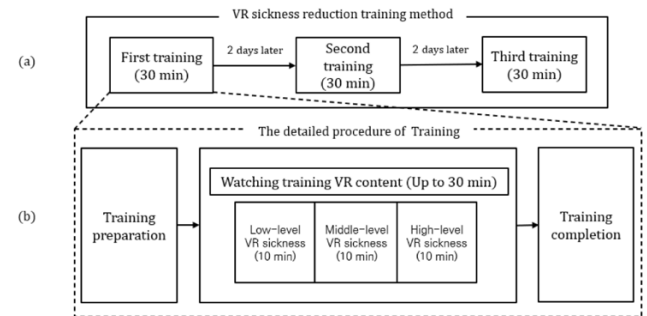 VR sickness reduction training method
(a)
First training
(30 min)
2 days later
Second
training
(30 min)
2 days later
Third training
(30 min)
The detailed procedure of Training
(b)
Training
preparation
Watching training VR content (Up to 30 min)
Low-level
VR sickness
(10 min)
Middle-level
VR sickness
(10 min)
High-level
VR sickness
(10 min)
Training
completion